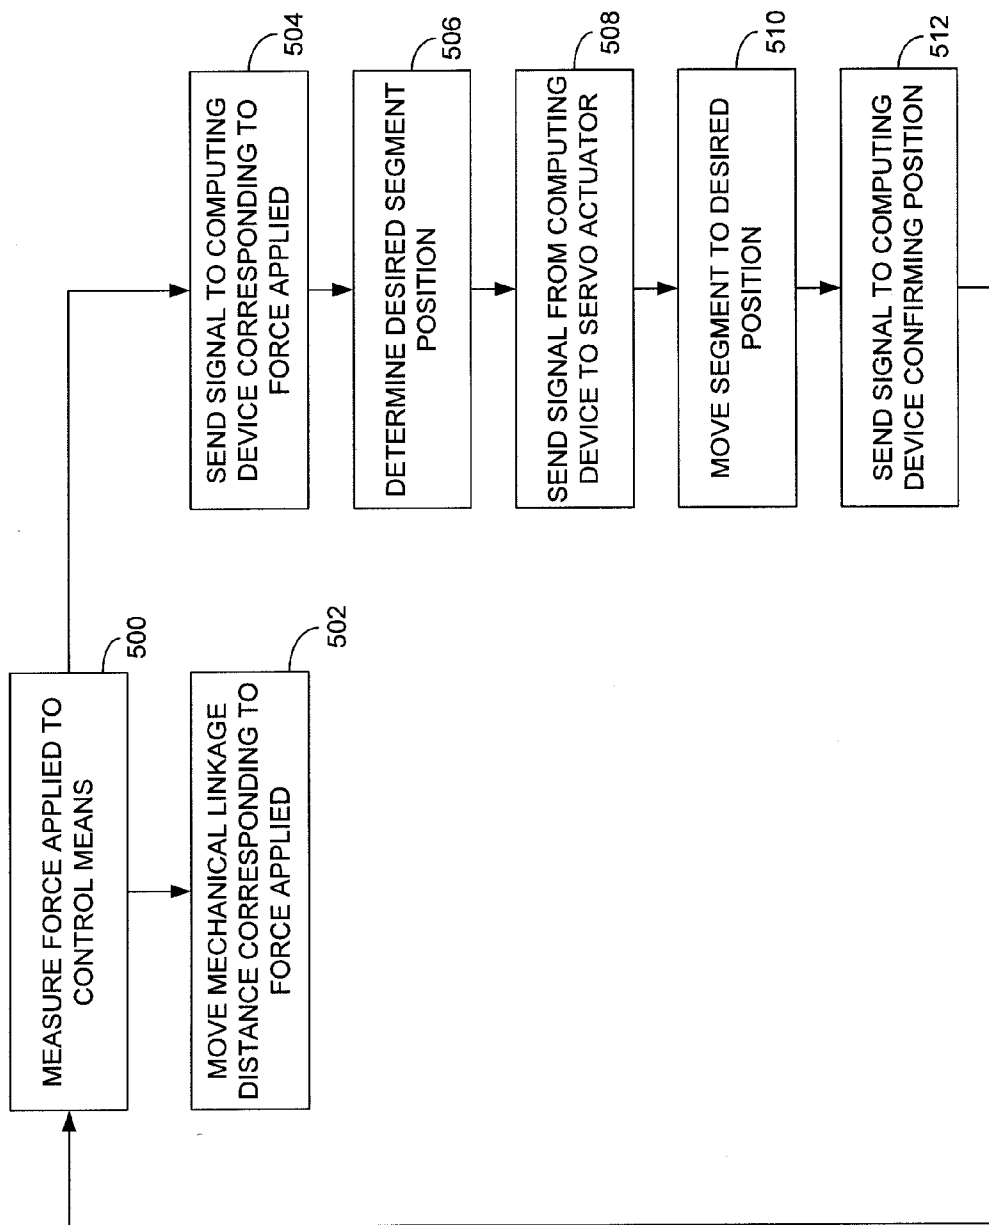 MEASURE FORCE APPLIED TO
CONTROL MEANS
500
MOVE MECHANICAL LINKAGE
DISTANCE CORRESPONDING TO
FORCE APPLIED
502
SEND SIGNAL TO COMPUTING
DEVICE CORRESPONDING TO
FORCE APPLIED
504
DETERMINE DESIRED SEGMENT
POSITION
506
SEND SIGNAL FROM COMPUTING
DEVICE TO SERVO ACTUATOR
508
MOVE SEGMENT TO DESIRED
POSITION
510
SEND SIGNAL TO COMPUTING
DEVICE CONFIRMING POSITION
512